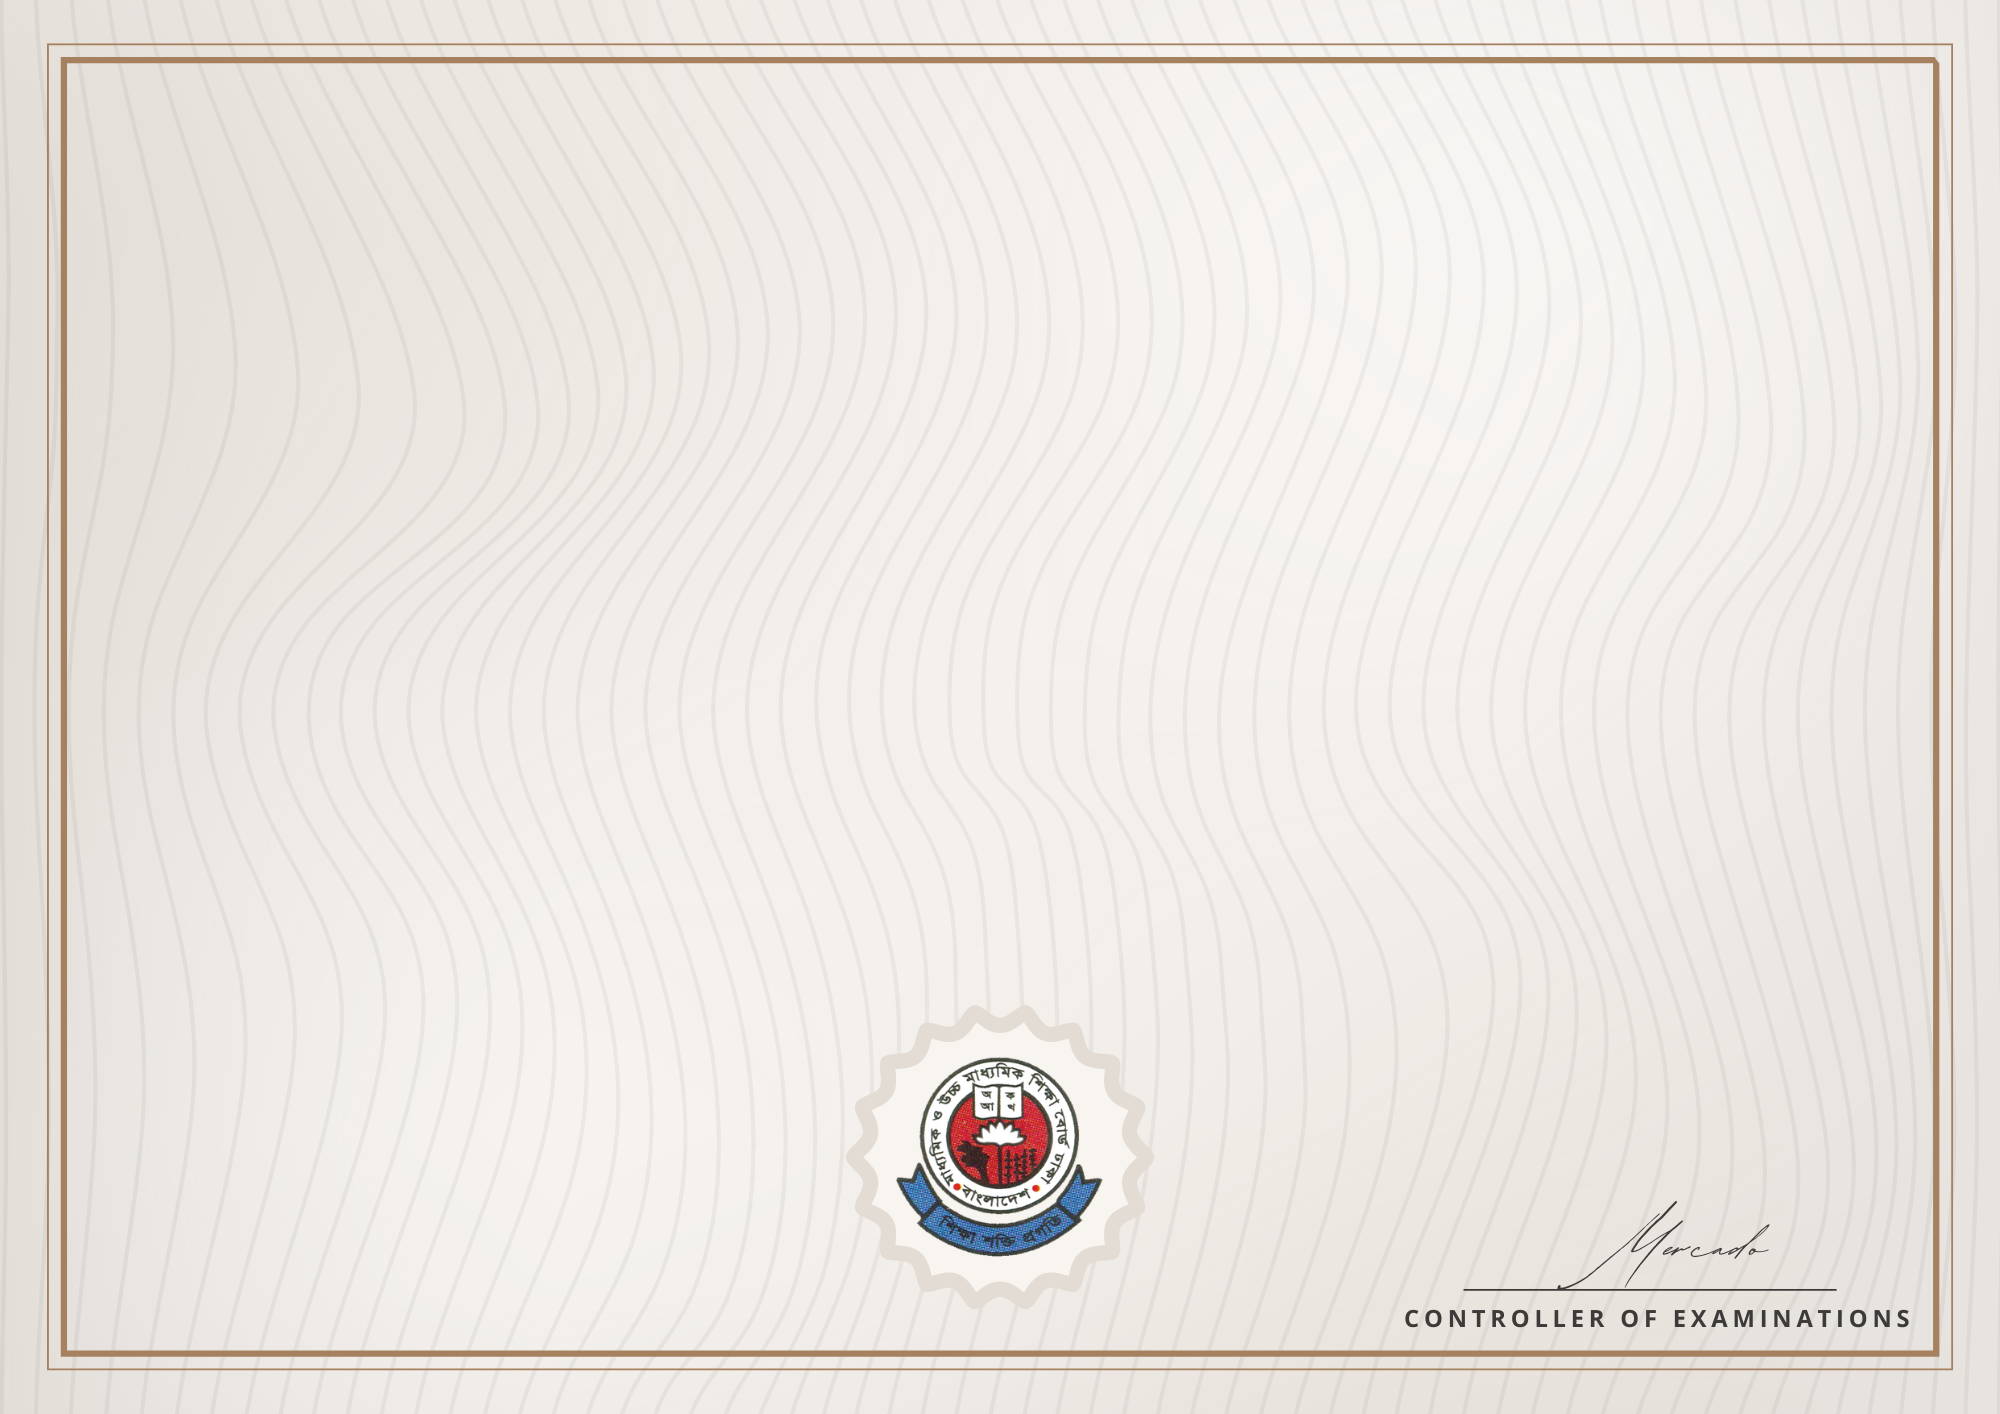 মাধ্যমিক ও উচ্চ মাধ্যমিক শিক্ষা বোর্ড ঢাকা
অ ক
আ খ
বাংলাদেশ
শিক্ষা শক্তি প্রগতি
Mercado
CONTROLLER OF EXAMINATIONS